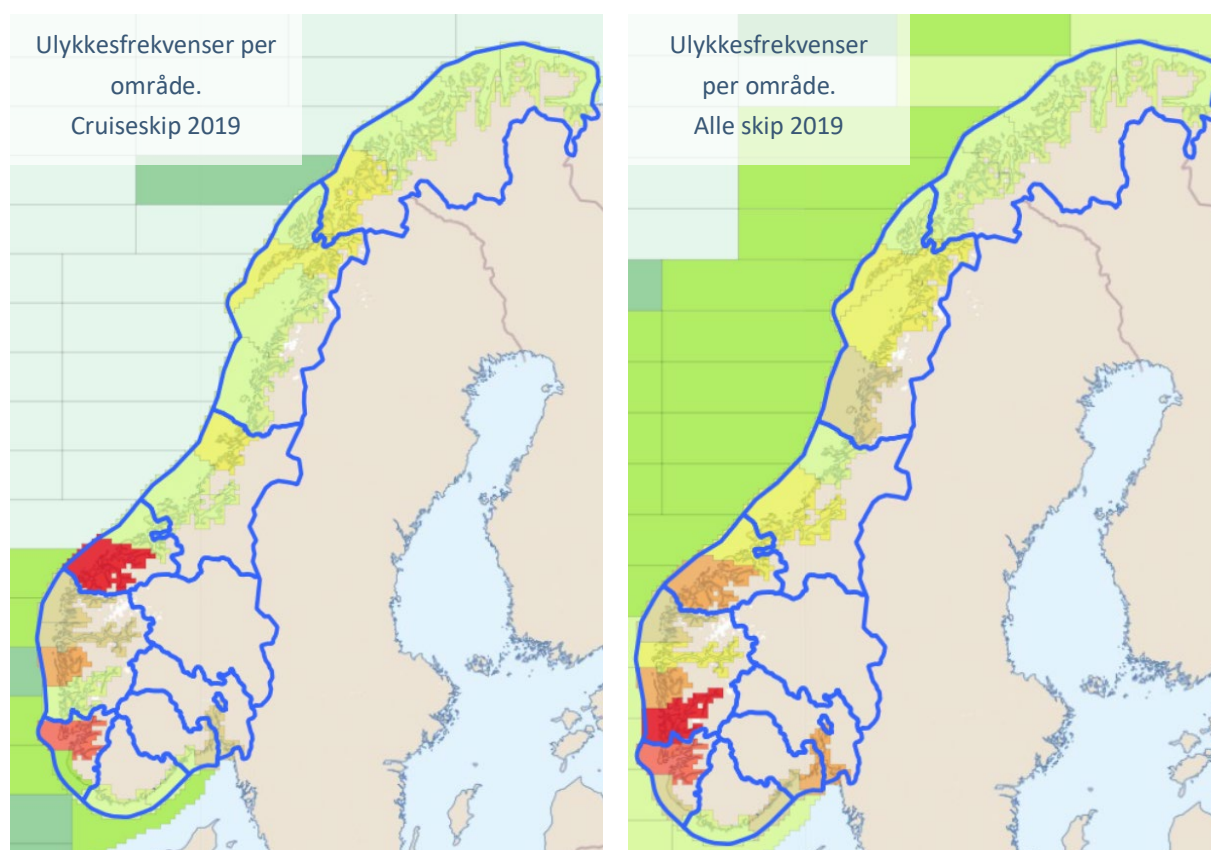 Ulykkesfrekvenser per
område.
Cruiseskip 2019
Ulykkesfrekvenser
per område.
Alle skip 2019